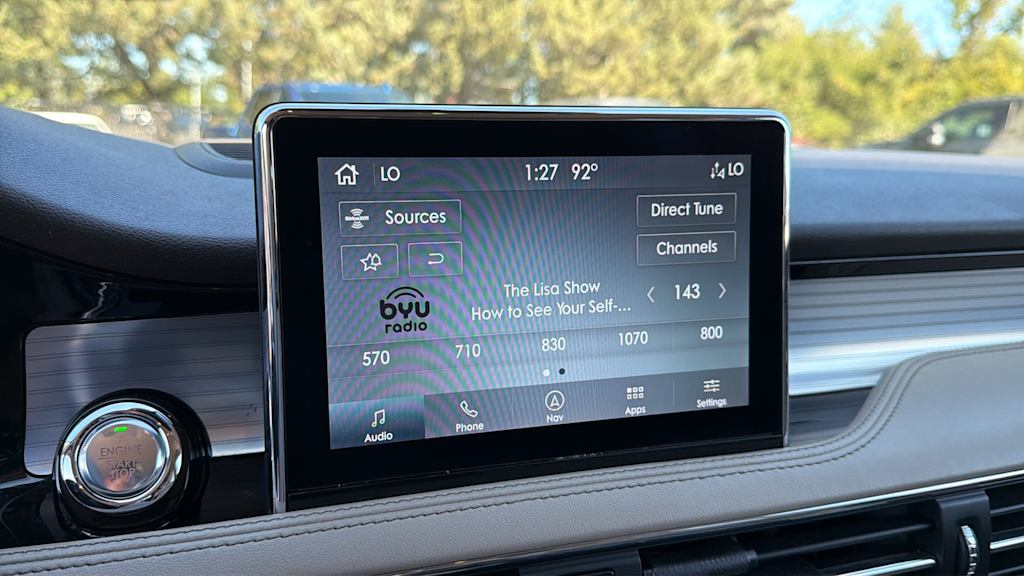 LO
1:27 92°
LO
SiriusXM
Sources
Direct Tune
Channels
byu
radio
The Lisa Show
How to See Your Self-...
143
570
710
830
1070
800
Audio
Phone
Nav
Apps
Settings
ENGINE
START
STOP